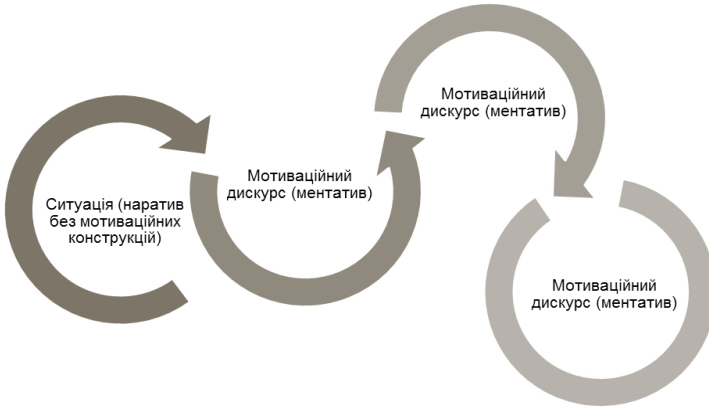 Ситуація (наратив
без мотиваційних
конструкцій)
Мотиваційний
дискурс (ментатив)
Мотиваційний
дискурс (ментатив)
Мотиваційний
дискурс (ментатив)